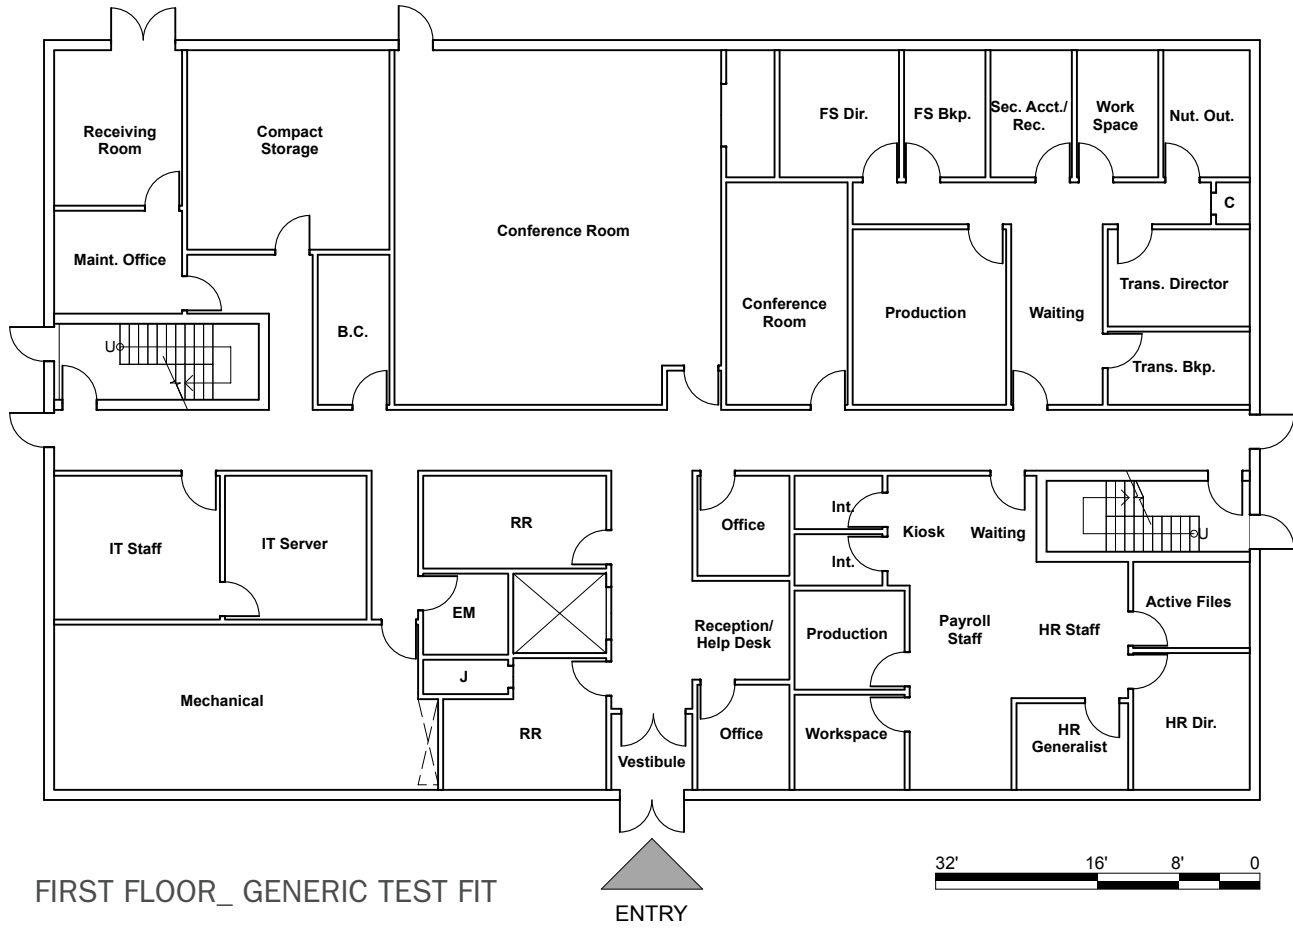 Receiving
Room
Compact
Storage
Conference Room
FS Dir.
FS Bkp.
Sec. Acct./
Rec.
Work
Space
Nut. Out.
C
Maint. Office
B.C.
Conference
Room
Production
Waiting
Trans. Director
Trans. Bkp.
U
IT Staff
IT Server
RR
Office
Int.
Int.
Kiosk
Waiting
U
EM
Reception/
Help Desk
Production
Payroll
Staff
HR Staff
Active Files
J
Mechanical
RR
Vestibule
Office
Workspace
HR
Generalist
HR Dir.
32' 16' 8' 0
FIRST FLOOR_ GENERIC TEST FIT
ENTRY